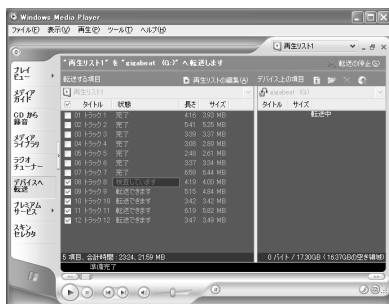 Windows Media Player
ファイル(F) 表示(V) 再生(P) ツール(T) ヘルプ(H)
再生リスト1
"再生リスト1" を "gigabeat (G:)" へ転送します
転送の停止(S)
プレイ
ビュー
メディア
ガイド
CD から
録音
メディア
ライブラリ
ラジオ
チューナー
デバイスへ
転送
プレミアム
サービス
スキン
セレクタ
転送する項目
再生リストの編集(A)
デバイス上の項目
再生リスト1
gigabeat (G:)
タイトル 状態 長さ サイズ
タイトル サイズ
転送中
01 トラック 1 完了 4:16 3.93 MB
02 トラック 2 完了 5:41 5.25 MB
03 トラック 3 完了 3:39 3.37 MB
04 トラック 4 完了 3:08 2.89 MB
05 トラック 5 完了 2:49 2.61 MB
06 トラック 6 完了 3:37 3.34 MB
07 トラック 7 完了 6:59 6.44 MB
08 トラック 8 検査しています 4:19 4.00 MB
09 トラック 9 転送できます 5:15 4.84 MB
10 トラック 10 転送できます 3:42 3.42 MB
11 トラック 11 転送できます 6:19 5.82 MB
12 トラック 12 転送できます 3:47 3.49 MB
5 項目、合計時間 : 23:24, 21.59 MB
0 バイト / 17.30GB (16.37GBの空き領域)
準備完了